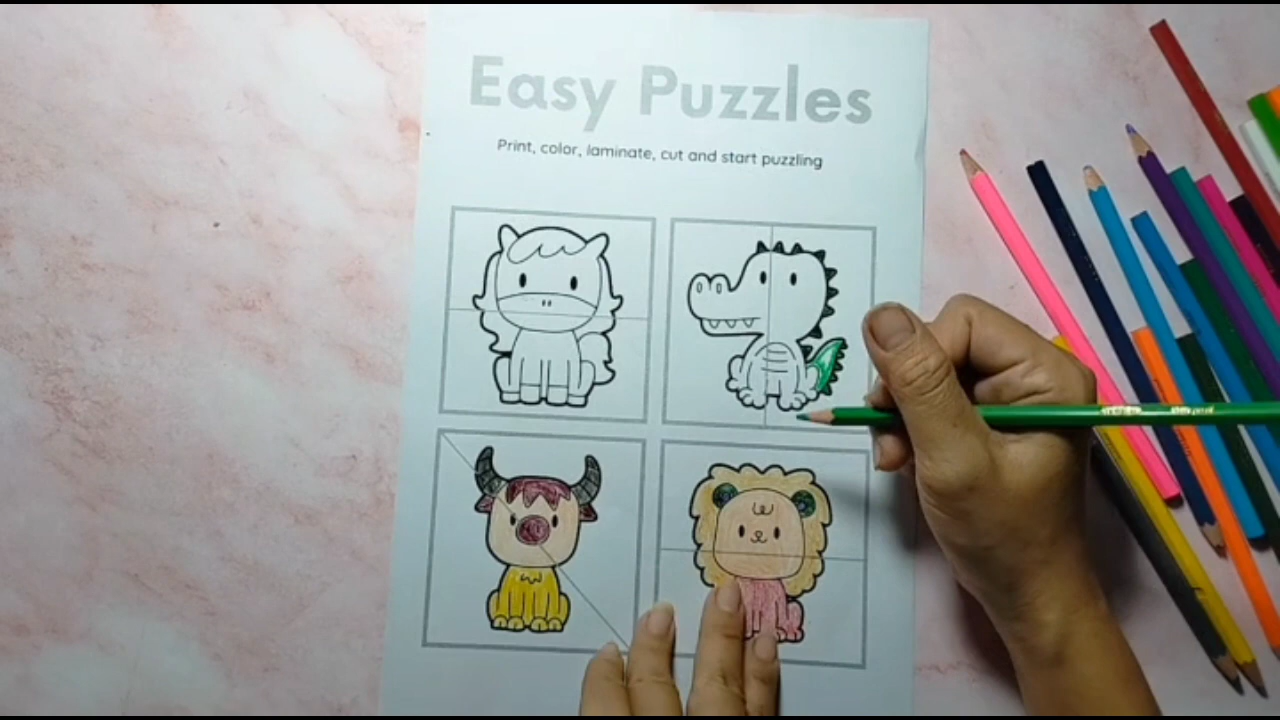 Easy Puzzles
Print, color, laminate, cut and start puzzling